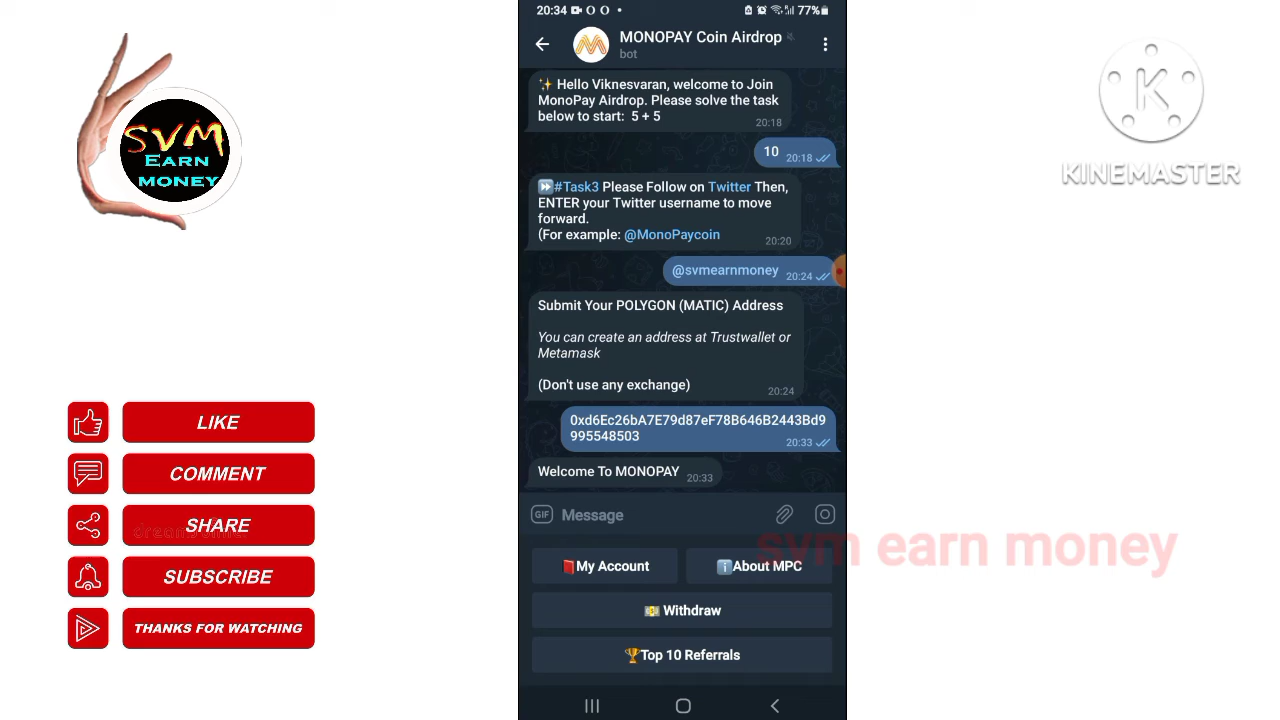 SVM
EARN
MONEY
LIKE
COMMENT
SHARE
SUBSCRIBE
THANKS FOR WATCHING
20:34
77%
MONOPAY Coin Airdrop
bot
✨ Hello Viknesvaran, welcome to Join
MonoPay Airdrop. Please solve the task
below to start: 5 + 5
20:18
10
20:18
⏩#Task3 Please Follow on Twitter Then,
ENTER your Twitter username to move
forward.
(For example: @MonoPaycoin
20:20
@svmearnmoney
20:24
Submit Your POLYGON (MATIC) Address
You can create an address at Trustwallet or
Metamask
(Don't use any exchange)
20:24
0xd6Ec26bA7E79d87eF78B646B2443Bd9
995548503
20:33
Welcome To MONOPAY
20:33
GIF Message
📕My Account
ℹ️About MPC
💵 Withdraw
🏆Top 10 Referrals
K
KINEMASTER
svm earn money